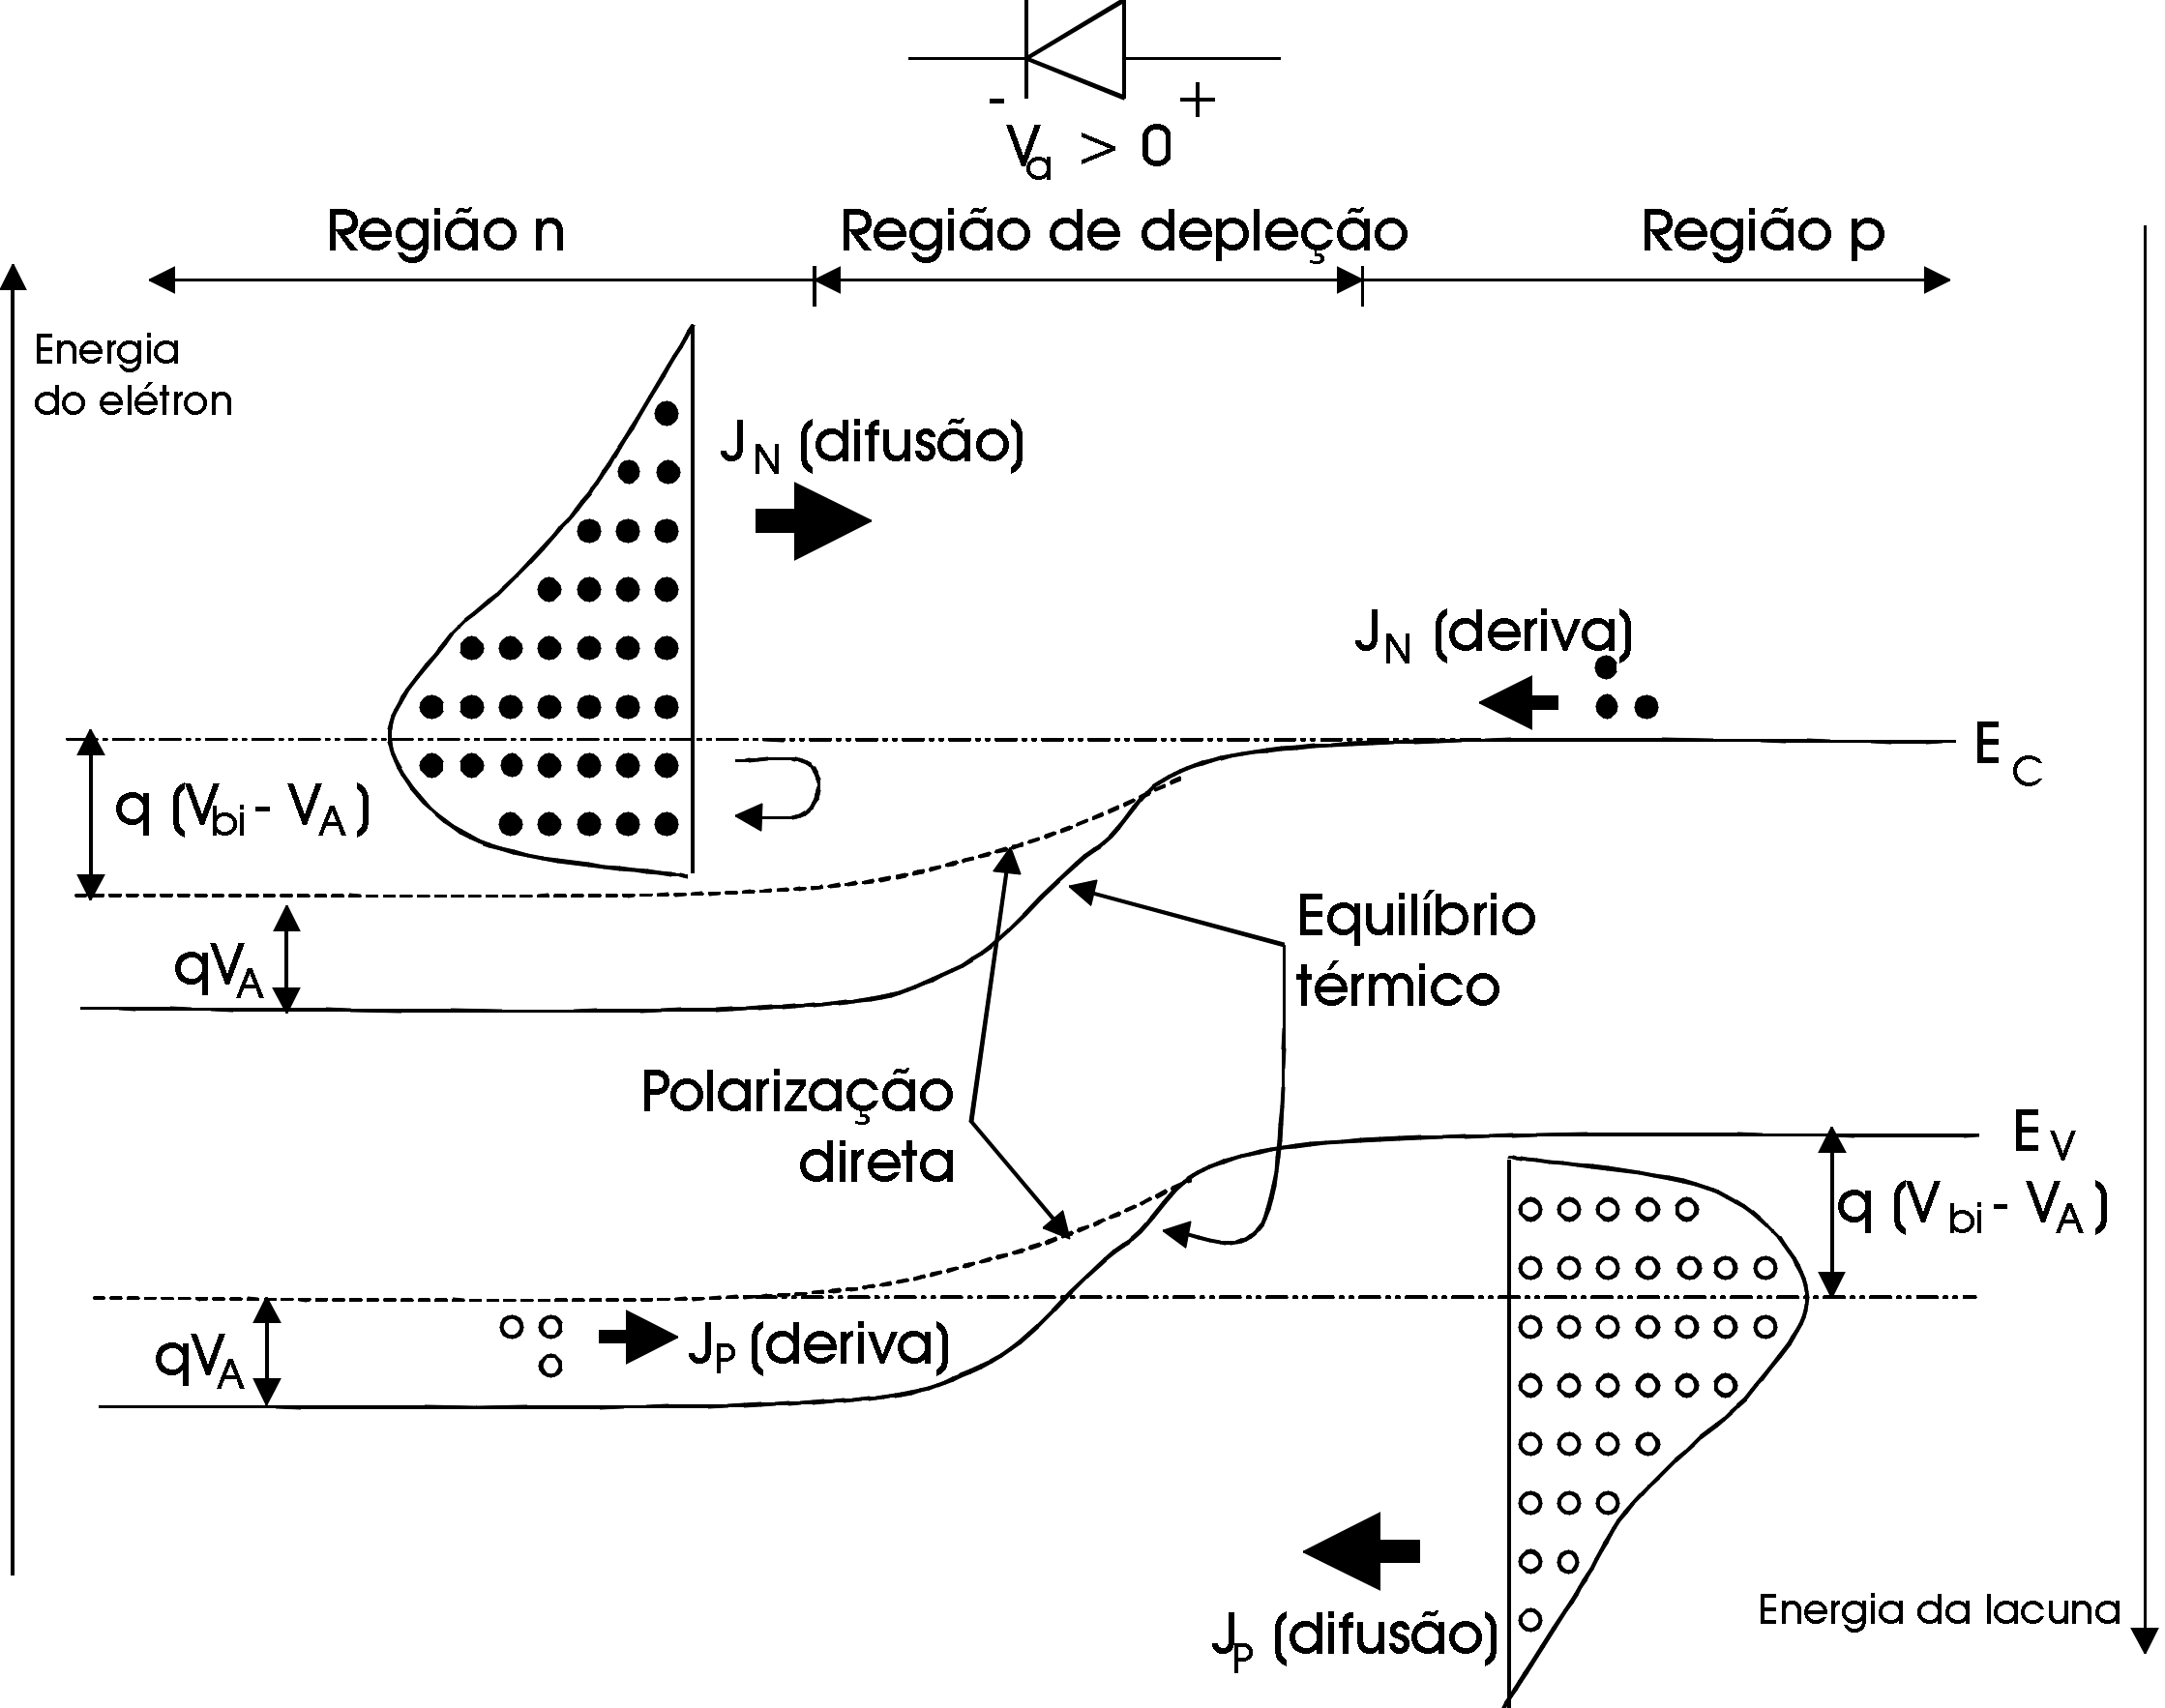 - +
Va > 0
Região n
Região de depleção
Região p
Energia
do elétron
JN (difusão)
JN (deriva)
EC
q (Vbi - VA)
qVA
Equilíbrio
térmico
Polarização
direta
EV
q (Vbi - VA)
qVA
JP (deriva)
JP (difusão)
Energia da lacuna